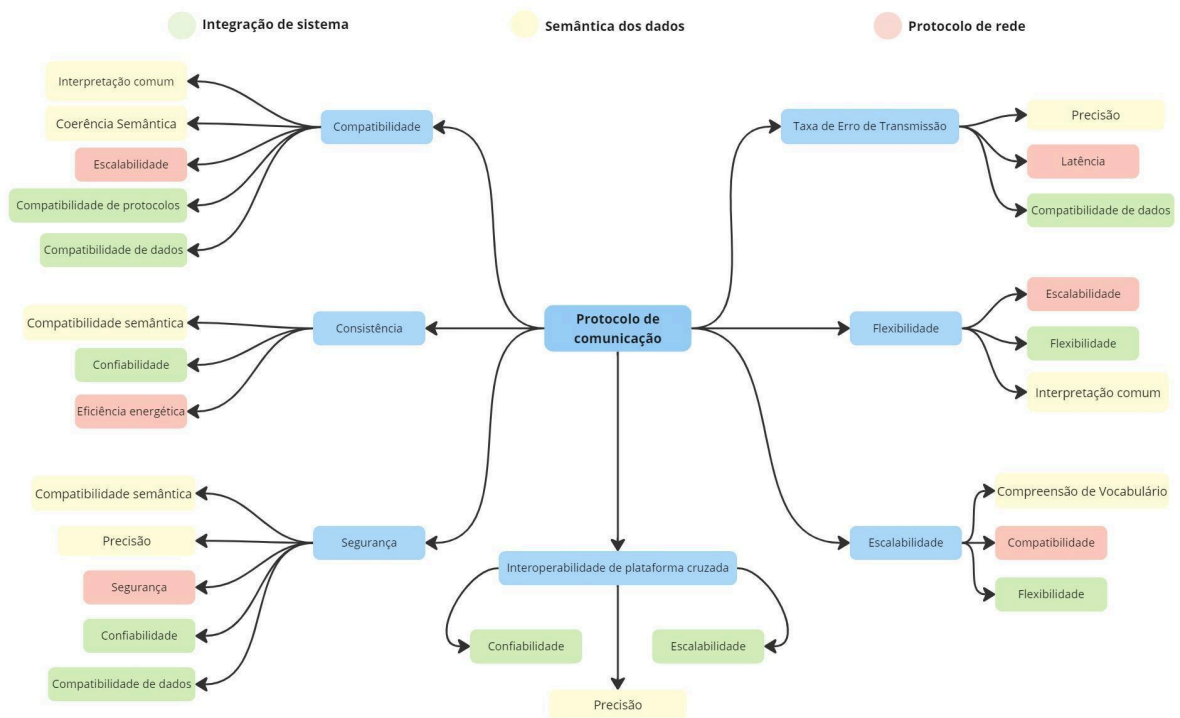 Integração de sistema
Semântica dos dados
Protocolo de rede
Interpretação comum
Coerência Semântica
Escalabilidade
Compatibilidade de protocolos
Compatibilidade de dados
Compatibilidade
Taxa de Erro de Transmissão
Precisão
Latência
Compatibilidade de dados
Compatibilidade semântica
Confiabilidade
Eficiência energética
Consistência
Protocolo de
comunicação
Flexibilidade
Escalabilidade
Flexibilidade
Interpretação comum
Compatibilidade semântica
Precisão
Segurança
Confiabilidade
Compatibilidade de dados
Segurança
Interoperabilidade de plataforma cruzada
Confiabilidade
Escalabilidade
Precisão
Escalabilidade
Compreensão de Vocabulário
Compatibilidade
Flexibilidade